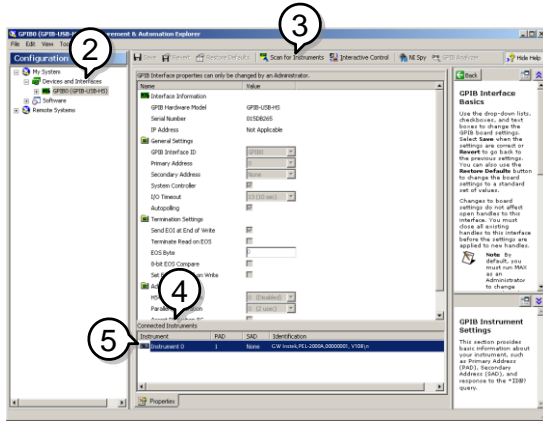 3
GPIB0 (GPIB-USB-HS) - Measurement & Automation Explorer
File Edit View
2
Configuration
Save Revert Restore Defaults Scan for Instruments Interactive Control NI Spy GPIB Analyzer Hide Help
My System
Devices and Interfaces
GPIB0 (GPIB-USB-HS)
Software
Remote Systems
GPIB Interface properties can only be changed by an Administrator.
Name Value
Interface Information
GPIB Hardware Model GPIB-USB-HS
Serial Number 015DB265
IP Address Not Applicable
General Settings
GPIB Interface ID GPIB0
Primary Address 0
Secondary Address None
System Controller
I/O Timeout 13 (10 sec)
Autopolling
Termination Settings
Send EOI at End of Write
Terminate Read on EOS
EOS Byte 0
8-bit EOS Compare
Write
4
0 (Disabled)
0 (2 usec)
Connected Instruments
5
Instrument PAD SAD Identification
Instrument 0 1 None GW Instek,PEL-2000A,00000001, V108\n
Properties
Back
GPIB Interface
Basics
Use the drop-down lists,
checkboxes, and text
boxes to change the
GPIB board settings.
Select Save when the
settings are correct or
Revert to go back to
the previous settings.
You can also use the
Restore Defaults button
to change the board
settings to a standard
set of values.
Changes to board
settings do not affect
open handles to this
interface. You must
close all existing
handles to this interface
before the settings are
applied to new handles.
Note By
default, you
must run MAX
as an
Administrator
to change
GPIB Instrument
Settings
This section provides
basic information about
your instrument, such
as Primary Address
(PAD), Secondary
Address (SAD), and
response to the *IDN?
query.